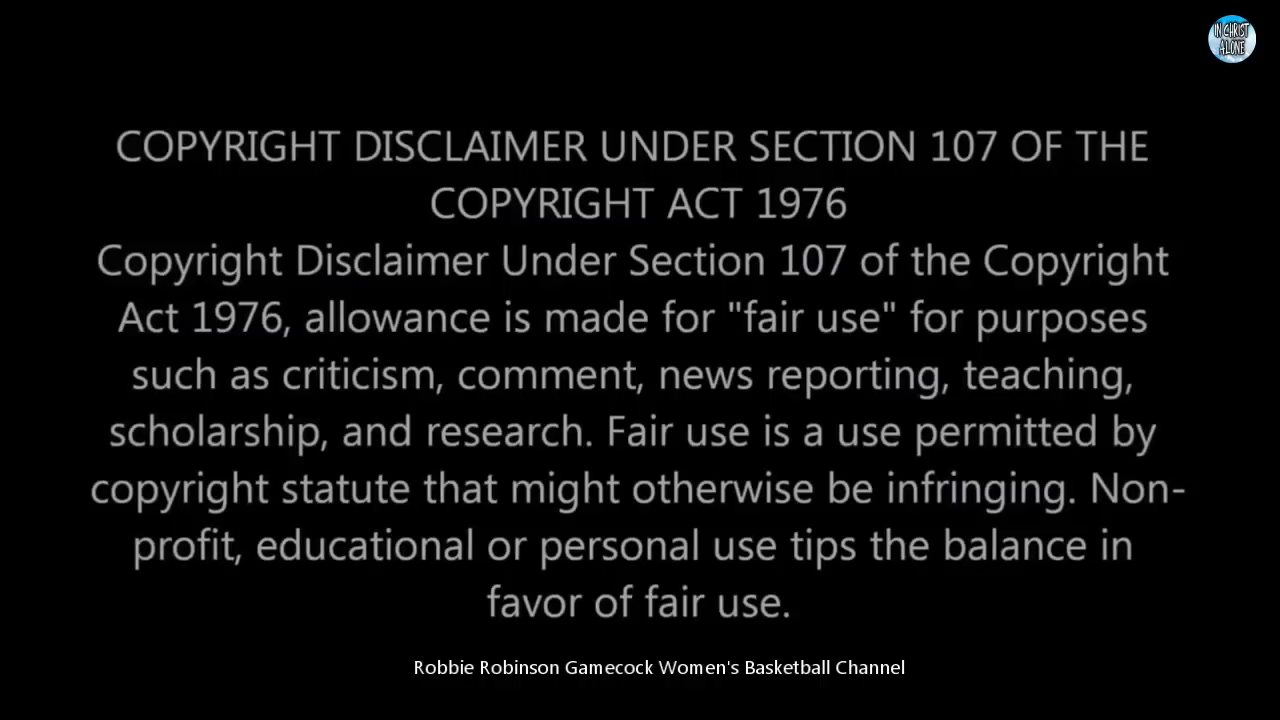 IN CHRIST
ALONE
COPYRIGHT DISCLAIMER UNDER SECTION 107 OF THE
COPYRIGHT ACT 1976
Copyright Disclaimer Under Section 107 of the Copyright
Act 1976, allowance is made for "fair use" for purposes
such as criticism, comment, news reporting, teaching,
scholarship, and research. Fair use is a use permitted by
copyright statute that might otherwise be infringing. Non-
profit, educational or personal use tips the balance in
favor of fair use.
Robbie Robinson Gamecock Women's Basketball Channel